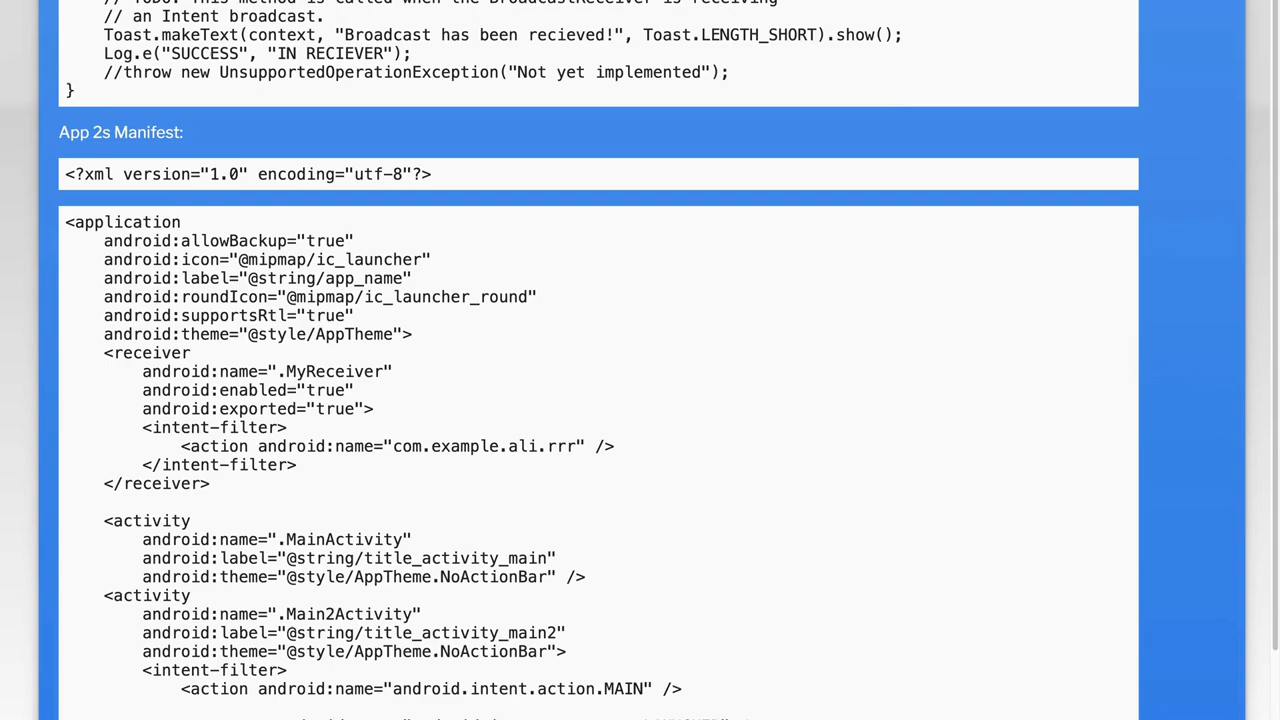 // an Intent broadcast.
Toast.makeText(context, "Broadcast has been recieved!", Toast.LENGTH_SHORT).show();
Log.e("SUCCESS", "IN RECIEVER");
//throw new UnsupportedOperationException("Not yet implemented");
}
App 2s Manifest:
<?xml version="1.0" encoding="utf-8"?>
<application
android:allowBackup="true"
android:icon="@mipmap/ic_launcher"
android:label="@string/app_name"
android:roundIcon="@mipmap/ic_launcher_round"
android:supportsRtl="true"
android:theme="@style/AppTheme">
<receiver
android:name=".MyReceiver"
android:enabled="true"
android:exported="true">
<intent-filter>
<action android:name="com.example.ali.rrr" />
</intent-filter>
</receiver>
<activity
android:name=".MainActivity"
android:label="@string/title_activity_main"
android:theme="@style/AppTheme.NoActionBar" />
<activity
android:name=".Main2Activity"
android:label="@string/title_activity_main2"
android:theme="@style/AppTheme.NoActionBar">
<intent-filter>
<action android:name="android.intent.action.MAIN" />